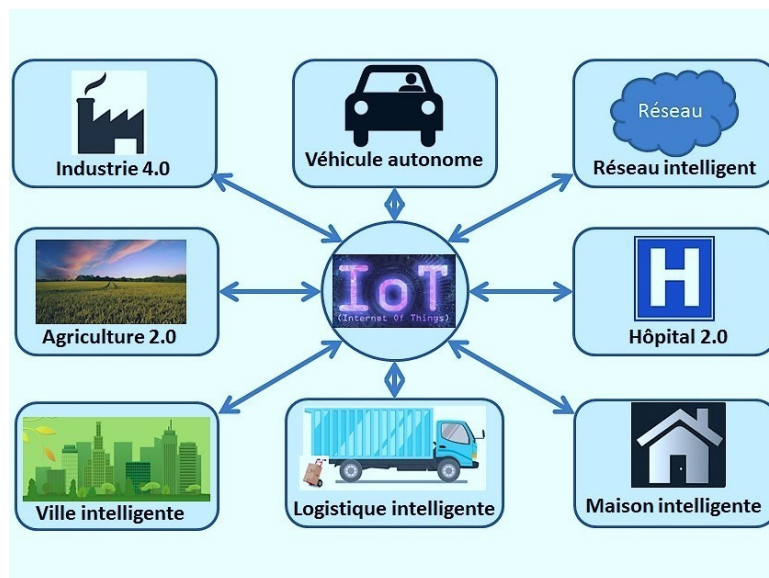 Industrie 4.0
Véhicule autonome
Réseau
Réseau intelligent
Agriculture 2.0
IoT
(Internet Of Things)
H
Hôpital 2.0
Ville intelligente
Logistique intelligente
Maison intelligente